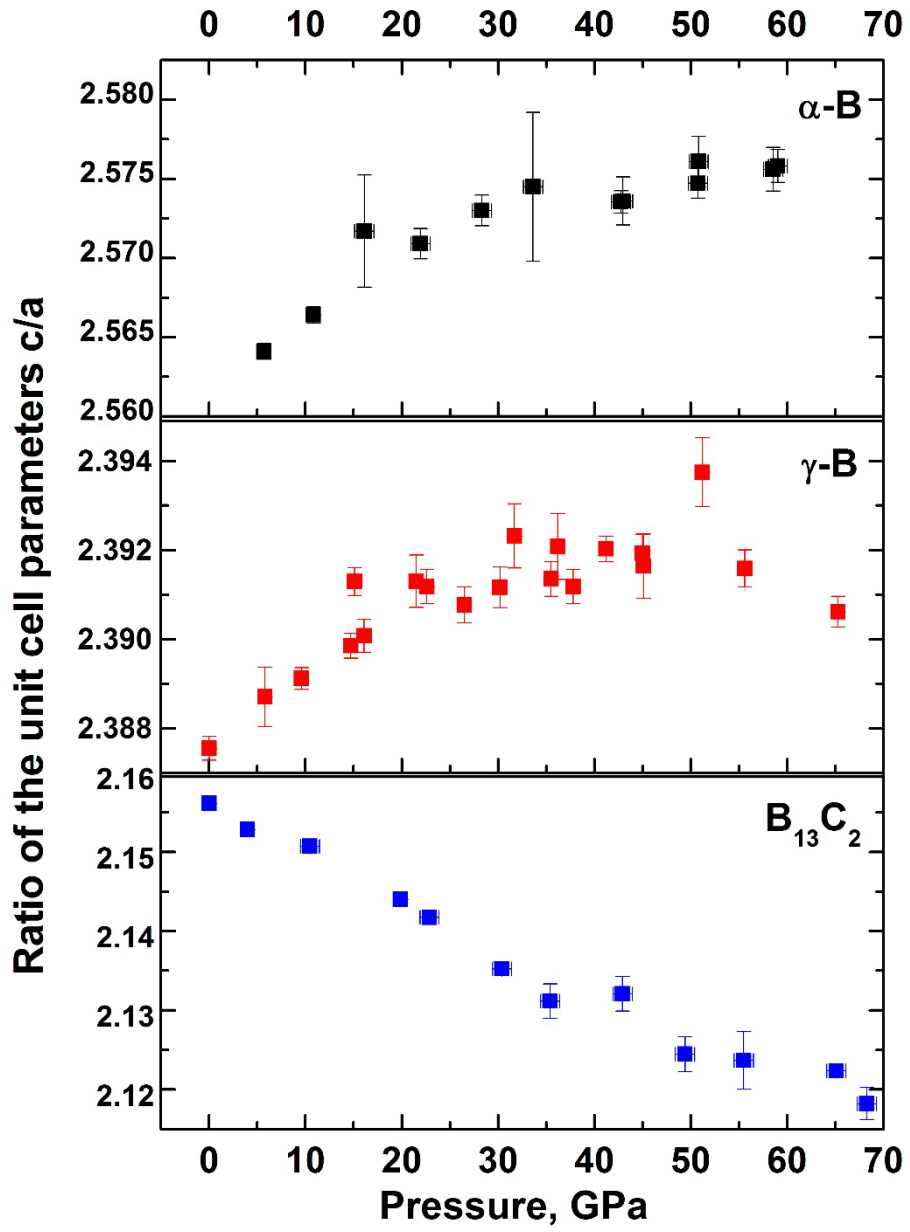 0 10 20 30 40 50 60 70
Ratio of the unit cell parameters c/a
2.580
α-B
2.575
2.570
2.565
2.560
2.394
γ-B
2.392
2.390
2.388
2.16
B₁₃C₂
2.15
2.14
2.13
2.12
0 10 20 30 40 50 60 70
Pressure, GPa